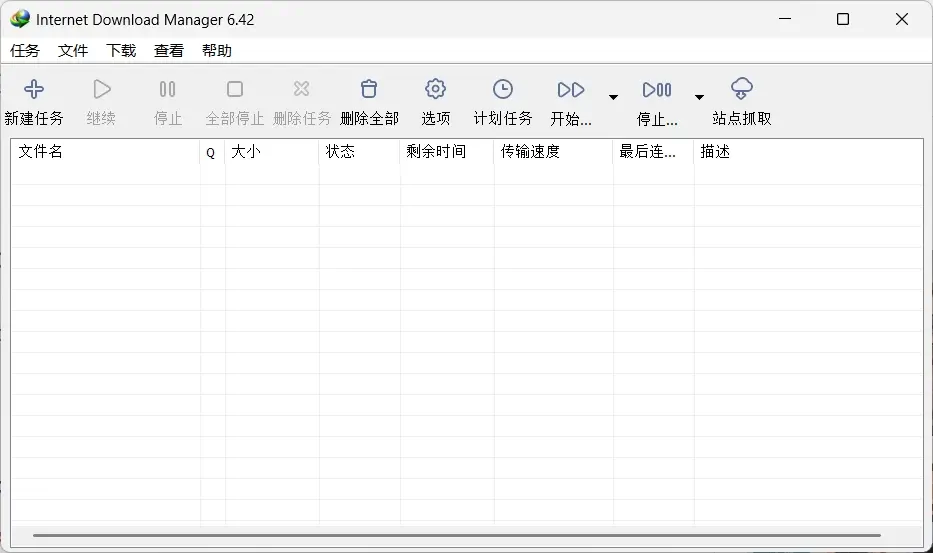 Internet Download Manager 6.42
任务 文件 下载 查看 帮助
新建任务 继续 停止 全部停止 删除任务 删除全部 选项 计划任务 开始... 停止... 站点抓取
文件名 Q 大小 状态 剩余时间 传输速度 最后连... 描述